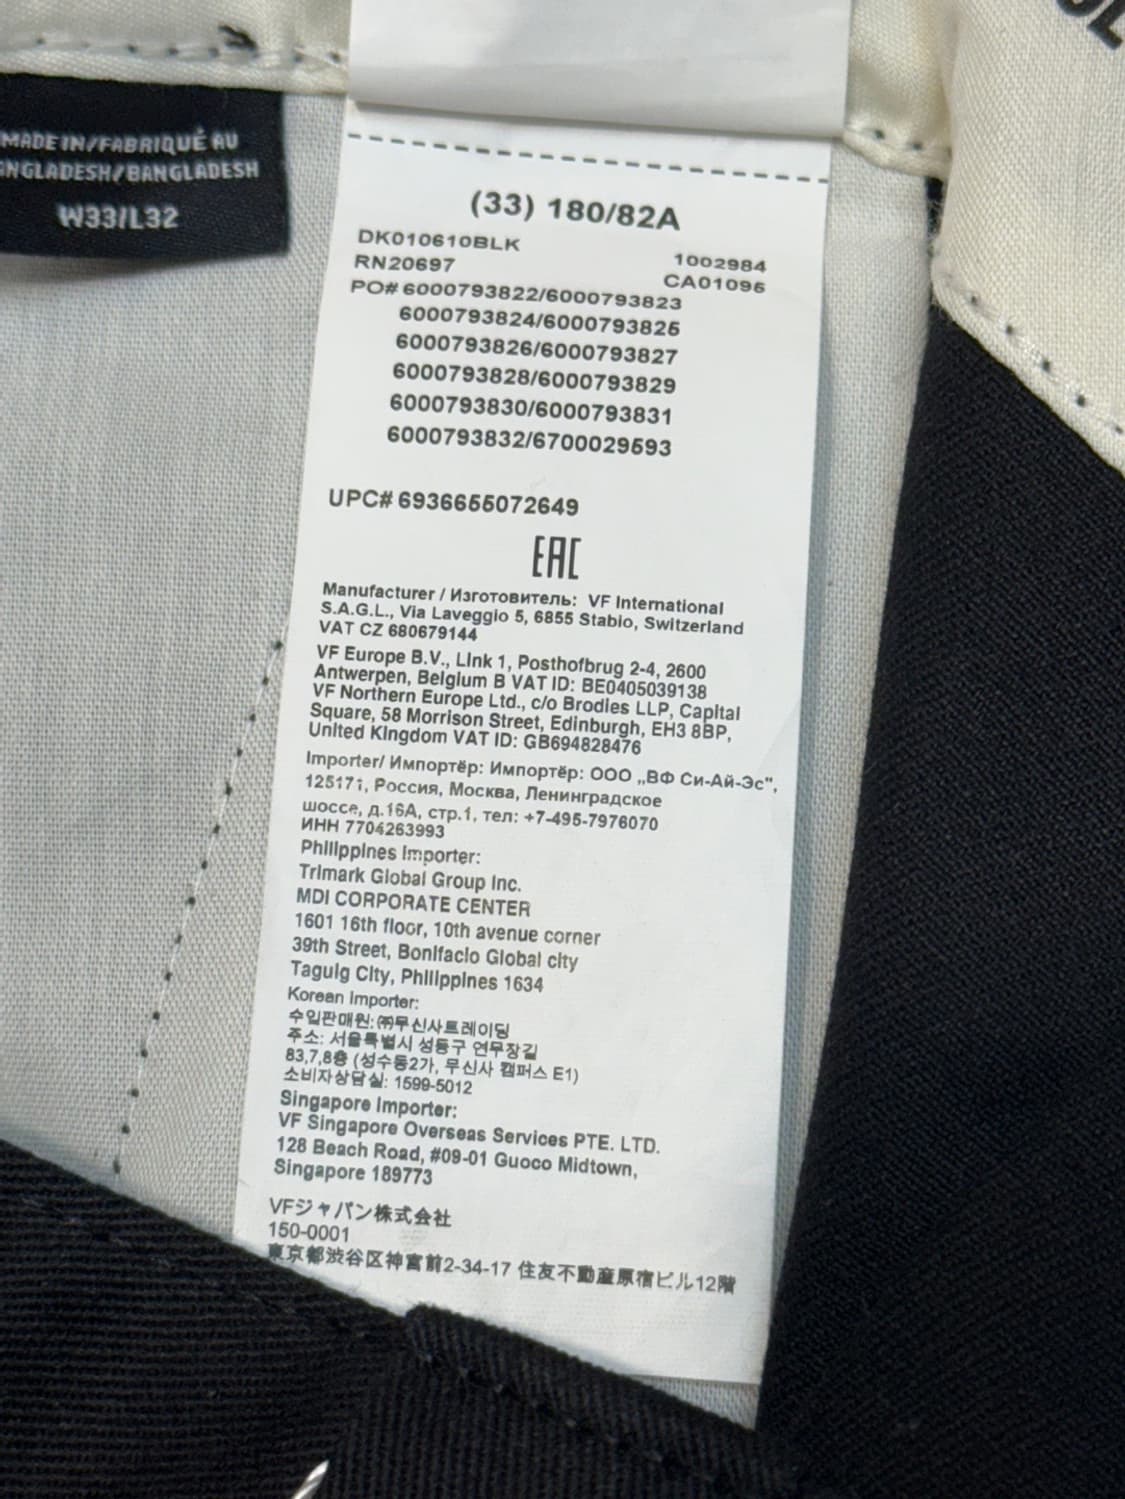 MADE IN/FABRIQUÉ AU
BANGLADESH
W33/L32
(33) 180/82A
DK010610BLK
1002984
RN20697
CA01096
PO# 6000793822/6000793823
6000793824/6000793825
6000793826/6000793827
6000793828/6000793829
6000793830/6000793831
6000793832/6700029593
UPC# 6936655072649
EAC
Manufacturer / Изготовитель: VF International
S.A.G.L., Via Laveggio 5, 6855 Stabio, Switzerland
VAT CZ 680679144
VF Europe B.V., Link 1, Posthofbrug 2-4, 2600
Antwerpen, Belgium B VAT ID: BE0405039138
VF Northern Europe Ltd., c/o Brodies LLP, Capital
Square, 58 Morrison Street, Edinburgh, EH3 8BP,
United Kingdom VAT ID: GB694828476
Importer/ Импортёр: Импортёр: ООО „ВФ Си-Ай-Эс",
125171, Россия, Москва, Ленинградское
шоссе, д.16А, стр.1, тел: +7-495-7976070
ИНН 7704263993
Philippines Importer:
Trimark Global Group Inc.
MDI CORPORATE CENTER
1601 16th floor, 10th avenue corner
39th Street, Bonifacio Global city
Taguig City, Philippines 1634
Korean Importer:
수입판매원: ㈜무신사트레이딩
주소: 서울특별시 성동구 연무장길
83,7,8층 (성수동2가, 무신사 캠퍼스 E1)
소비자상담실: 1599-5012
Singapore Importer:
VF Singapore Overseas Services PTE. LTD.
128 Beach Road, #09-01 Guoco Midtown,
Singapore 189773
VFジャパン株式会社
150-0001
東京都渋谷区神宮前2-34-17 住友不動産原宿ビル12階